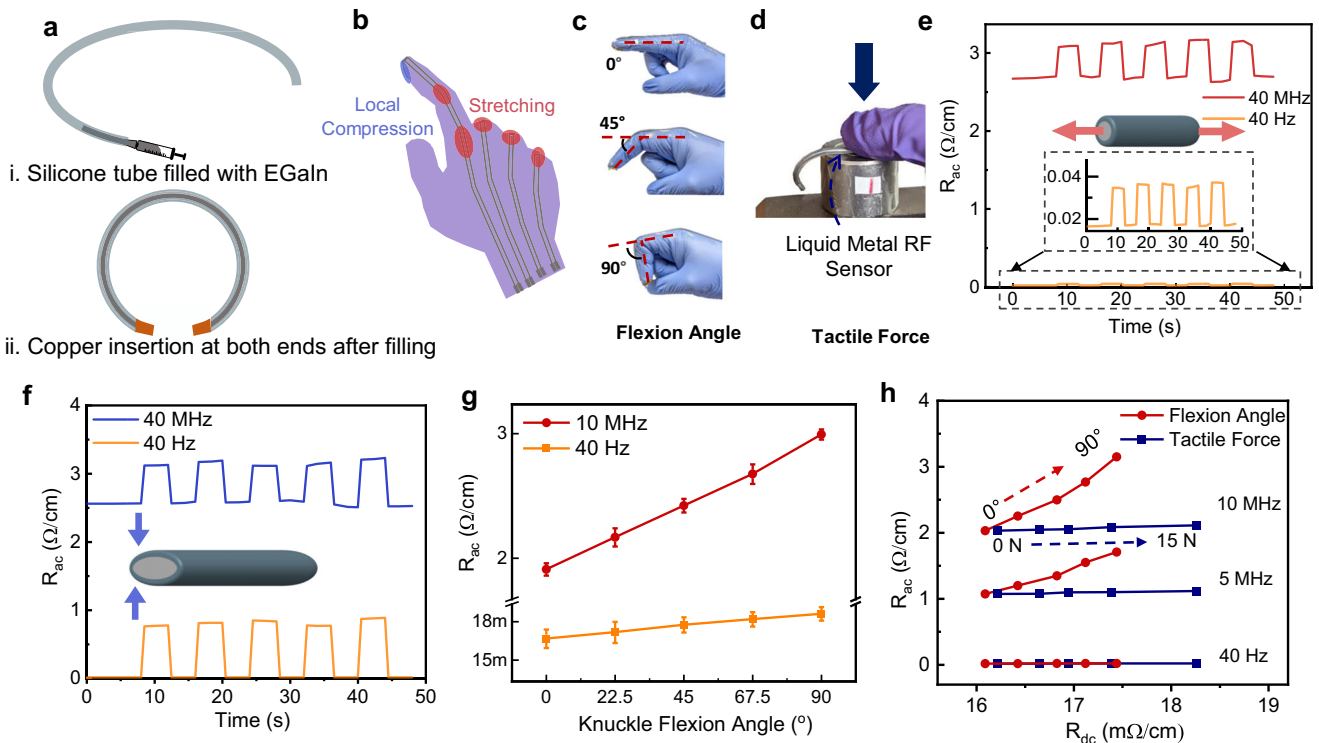 a
i. Silicone tube filled with EGaIn
ii. Copper insertion at both ends after filling
b
Local
Compression
Stretching
c
0°
45°
90°
Flexion Angle
d
Liquid Metal RF
Sensor
Tactile Force
e
3
2
1
0
R_ac (Ω/cm)
40 MHz
40 Hz
0.04
0.02
0 10 20 30 40 50
0 10 20 30 40 50
Time (s)
f
4
3
2
1
0
R_ac (Ω/cm)
40 MHz
40 Hz
0 10 20 30 40 50
Time (s)
g
3
2
18m
15m
R_ac (Ω/cm)
10 MHz
40 Hz
0 22.5 45 67.5 90
Knuckle Flexion Angle (°)
h
4
3
2
1
0
R_ac (Ω/cm)
Flexion Angle
Tactile Force
0°
90°
10 MHz
0 N
15 N
5 MHz
40 Hz
16 17 18 19
R_dc (mΩ/cm)